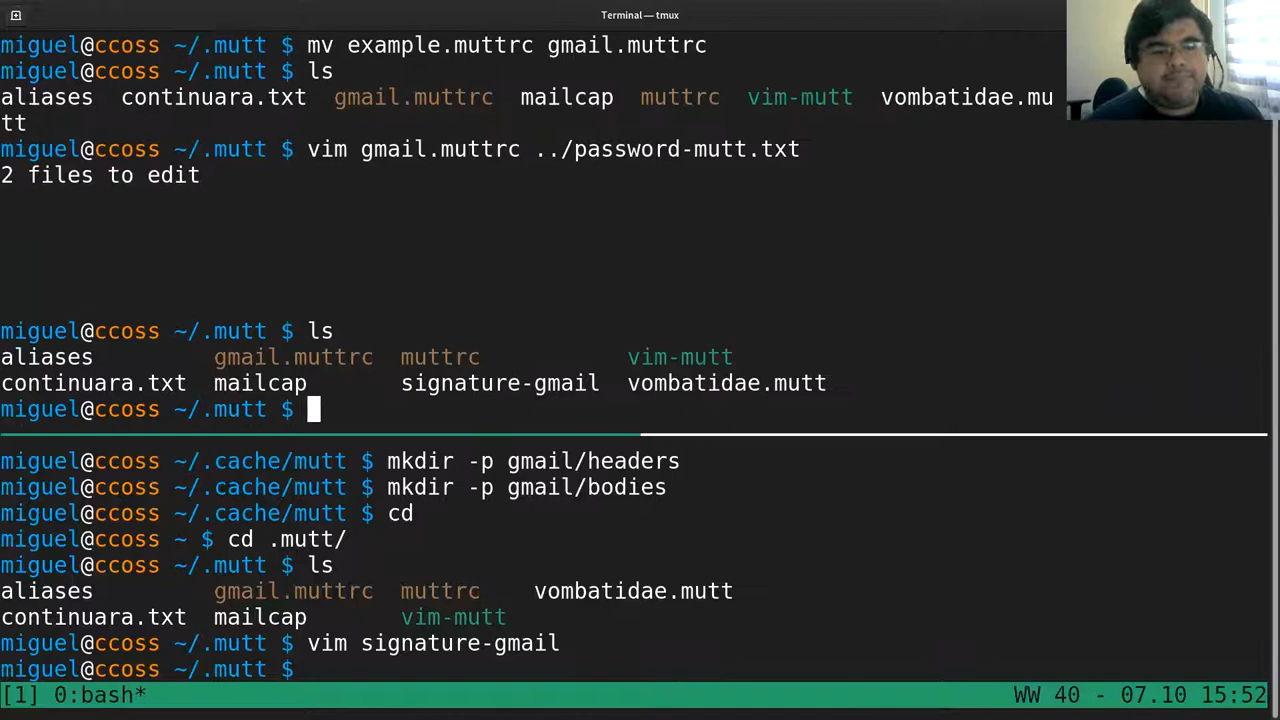 Terminal — tmux
miguel@ccoss ~/.mutt $ mv example.muttrc gmail.muttrc
miguel@ccoss ~/.mutt $ ls
aliases continuara.txt gmail.muttrc mailcap muttrc vim-mutt vombatidae.mu
tt
miguel@ccoss ~/.mutt $ vim gmail.muttrc ../password-mutt.txt
2 files to edit
miguel@ccoss ~/.mutt $ ls
aliases gmail.muttrc muttrc vim-mutt
continuara.txt mailcap signature-gmail vombatidae.mutt
miguel@ccoss ~/.mutt $
miguel@ccoss ~/.cache/mutt $ mkdir -p gmail/headers
miguel@ccoss ~/.cache/mutt $ mkdir -p gmail/bodies
miguel@ccoss ~/.cache/mutt $ cd
miguel@ccoss ~ $ cd .mutt/
miguel@ccoss ~/.mutt $ ls
aliases gmail.muttrc muttrc vombatidae.mutt
continuara.txt mailcap vim-mutt
miguel@ccoss ~/.mutt $ vim signature-gmail
miguel@ccoss ~/.mutt $
[1] 0:bash* WW 40 - 07.10 15:52